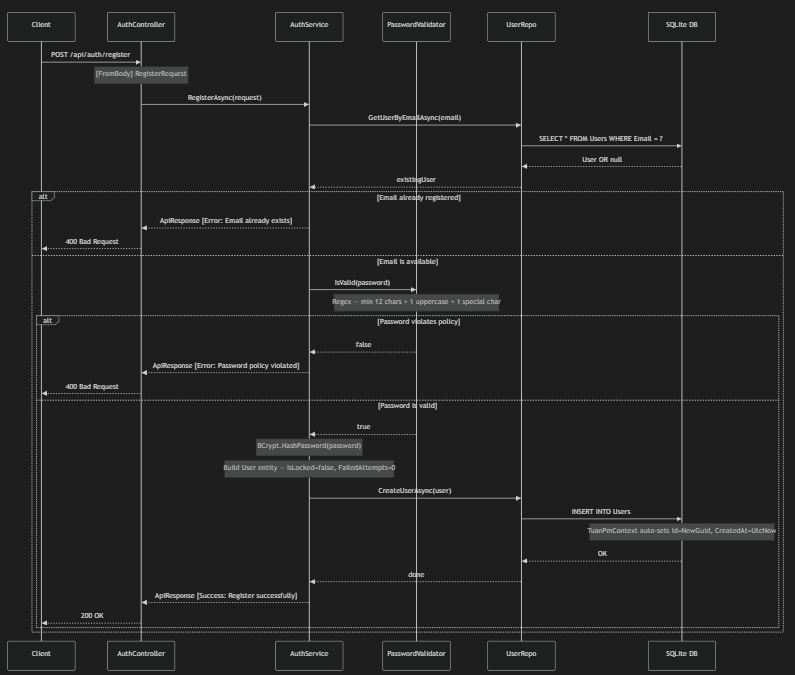 Client AuthController AuthService PasswordValidator UserRepo SQLite DB
POST /api/auth/register
[FromBody] RegisterRequest
RegisterAsync(request)
GetUserByEmailAsync(email)
SELECT * FROM Users WHERE Email = ?
User OR null
existingUser
alt [Email already registered]
ApiResponse [Error: Email already exists]
400 Bad Request
[Email is available]
IsValid(password)
Regex — min 12 chars + 1 uppercase + 1 special char
alt [Password violates policy]
false
ApiResponse [Error: Password policy violated]
400 Bad Request
[Password is valid]
true
BCrypt.HashPassword(password)
Build User entity — IsLocked=false, FailedAttempts=0
CreateUserAsync(user)
INSERT INTO Users
TuanPmContext auto-sets Id=NewGuid, CreatedAt=UtcNow
OK
done
ApiResponse [Success: Register successfully]
200 OK
Client AuthController AuthService PasswordValidator UserRepo SQLite DB